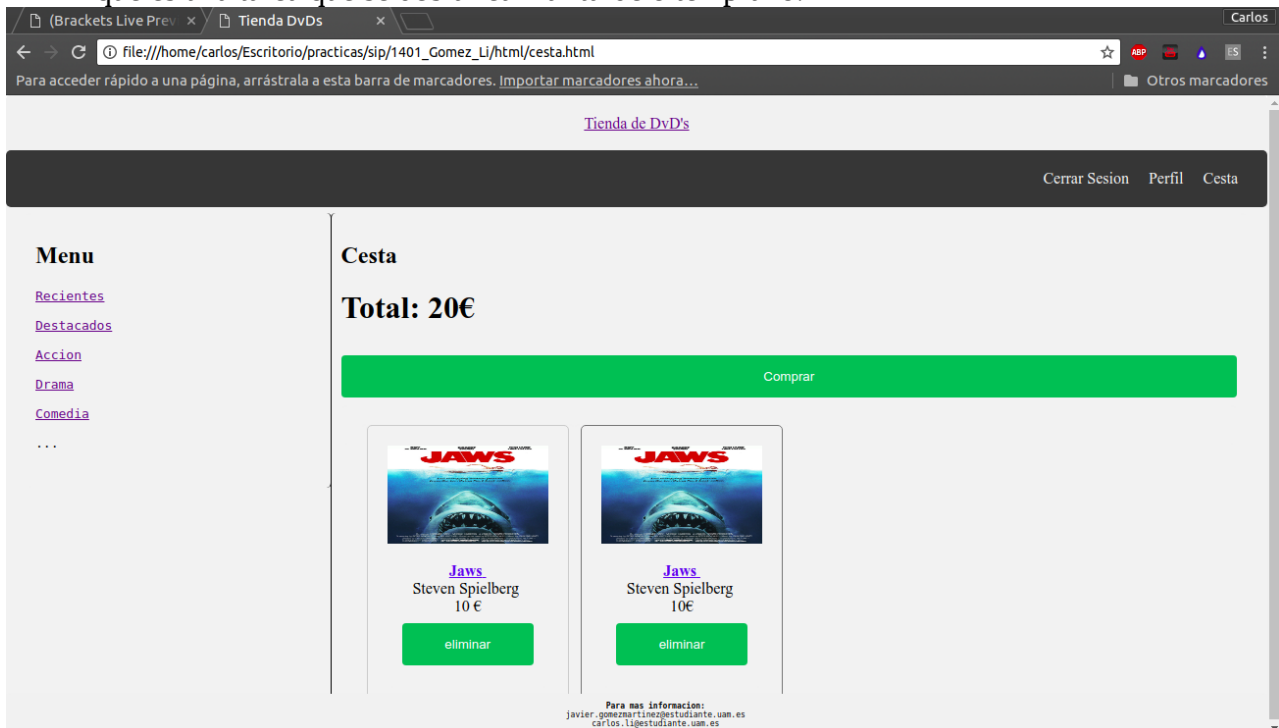 (Brackets Live Prev
Tienda DvDs
Carlos
file:///home/carlos/Escritorio/practicas/sip/1401_Gomez_Li/html/cesta.html
ABP
ES
Para acceder rápido a una página, arrástrala a esta barra de marcadores. Importar marcadores ahora...
Otros marcadores
Tienda de DvD's
Cerrar Sesion Perfil Cesta
Menu
Recientes
Destacados
Accion
Drama
Comedia
...
Cesta
Total: 20€
Comprar
JAWS
Jaws
Steven Spielberg
10 €
eliminar
JAWS
Jaws
Steven Spielberg
10€
eliminar
Para mas informacion:
javier.gomezmartinez@estudiante.uam.es
carlos.li@estudiante.uam.es